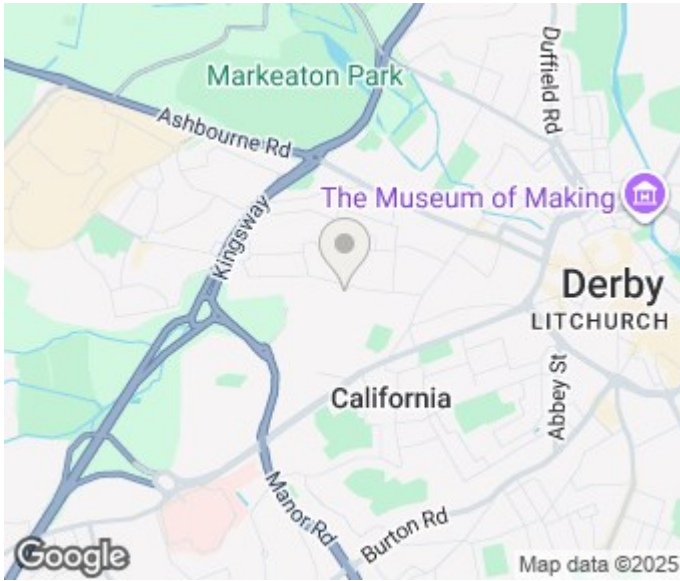 Markeaton Park
Duffield Rd
Ashbourne Rd
The Museum of Making
Kingsway
Derby
LITCHURCH
California
Abbey St
Manor Rd
Burton Rd
Google
Map data ©2025